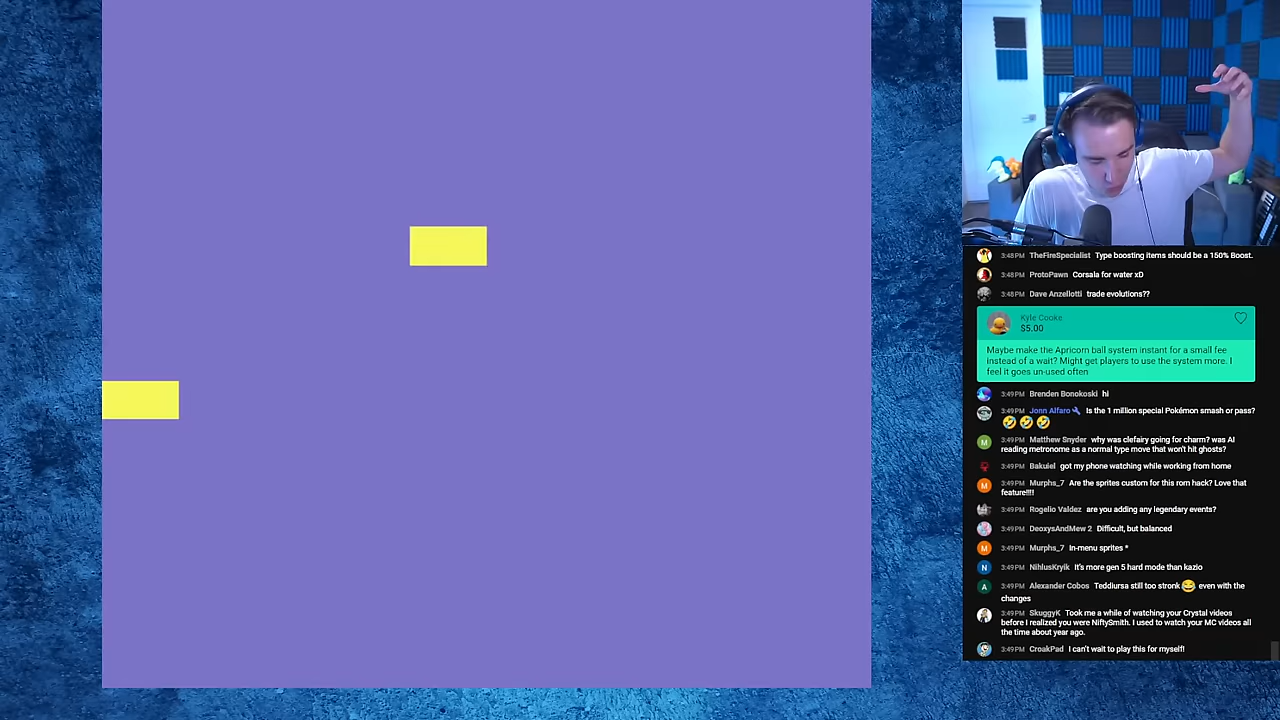 3:48PM TheFireSpecialist Type boosting items should be a 150% Boost.
3:48PM ProtoPawn Corsala for water xD
3:48PM Dave Anzellotti trade evolutions??
Kyle Cooke
$5.00
Maybe make the Apricorn ball system instant for a small fee
instead of a wait? Might get players to use the system more. I
feel it goes un-used often
3:49PM Brenden Bonokoski hi
3:49PM Jonn Alfaro Is the 1 million special Pokémon smash or pass?
🤣🤣🤣
3:49PM Matthew Snyder why was clefairy going for charm? was AI
reading metronome as a normal type move that won't hit ghosts?
3:49PM Bakuiel got my phone watching while working from home
3:49PM Murphs_7 Are the sprites custom for this rom hack? Love that
feature!!!!
3:49PM Rogelio Valdez are you adding any legendary events?
3:49PM DeoxysAndMew 2 Difficult, but balanced
3:49PM Murphs_7 In-menu sprites *
3:49PM NihlusKryik It's more gen 5 hard mode than kazio
3:49PM Alexander Cobos Teddiursa still too stronk 😂 even with the
changes
3:49PM SkuggyK Took me a while of watching your Crystal videos
before I realized you were NiftySmith. I used to watch your MC videos all
the time about year ago.
3:49PM CroakPad I can't wait to play this for myself!